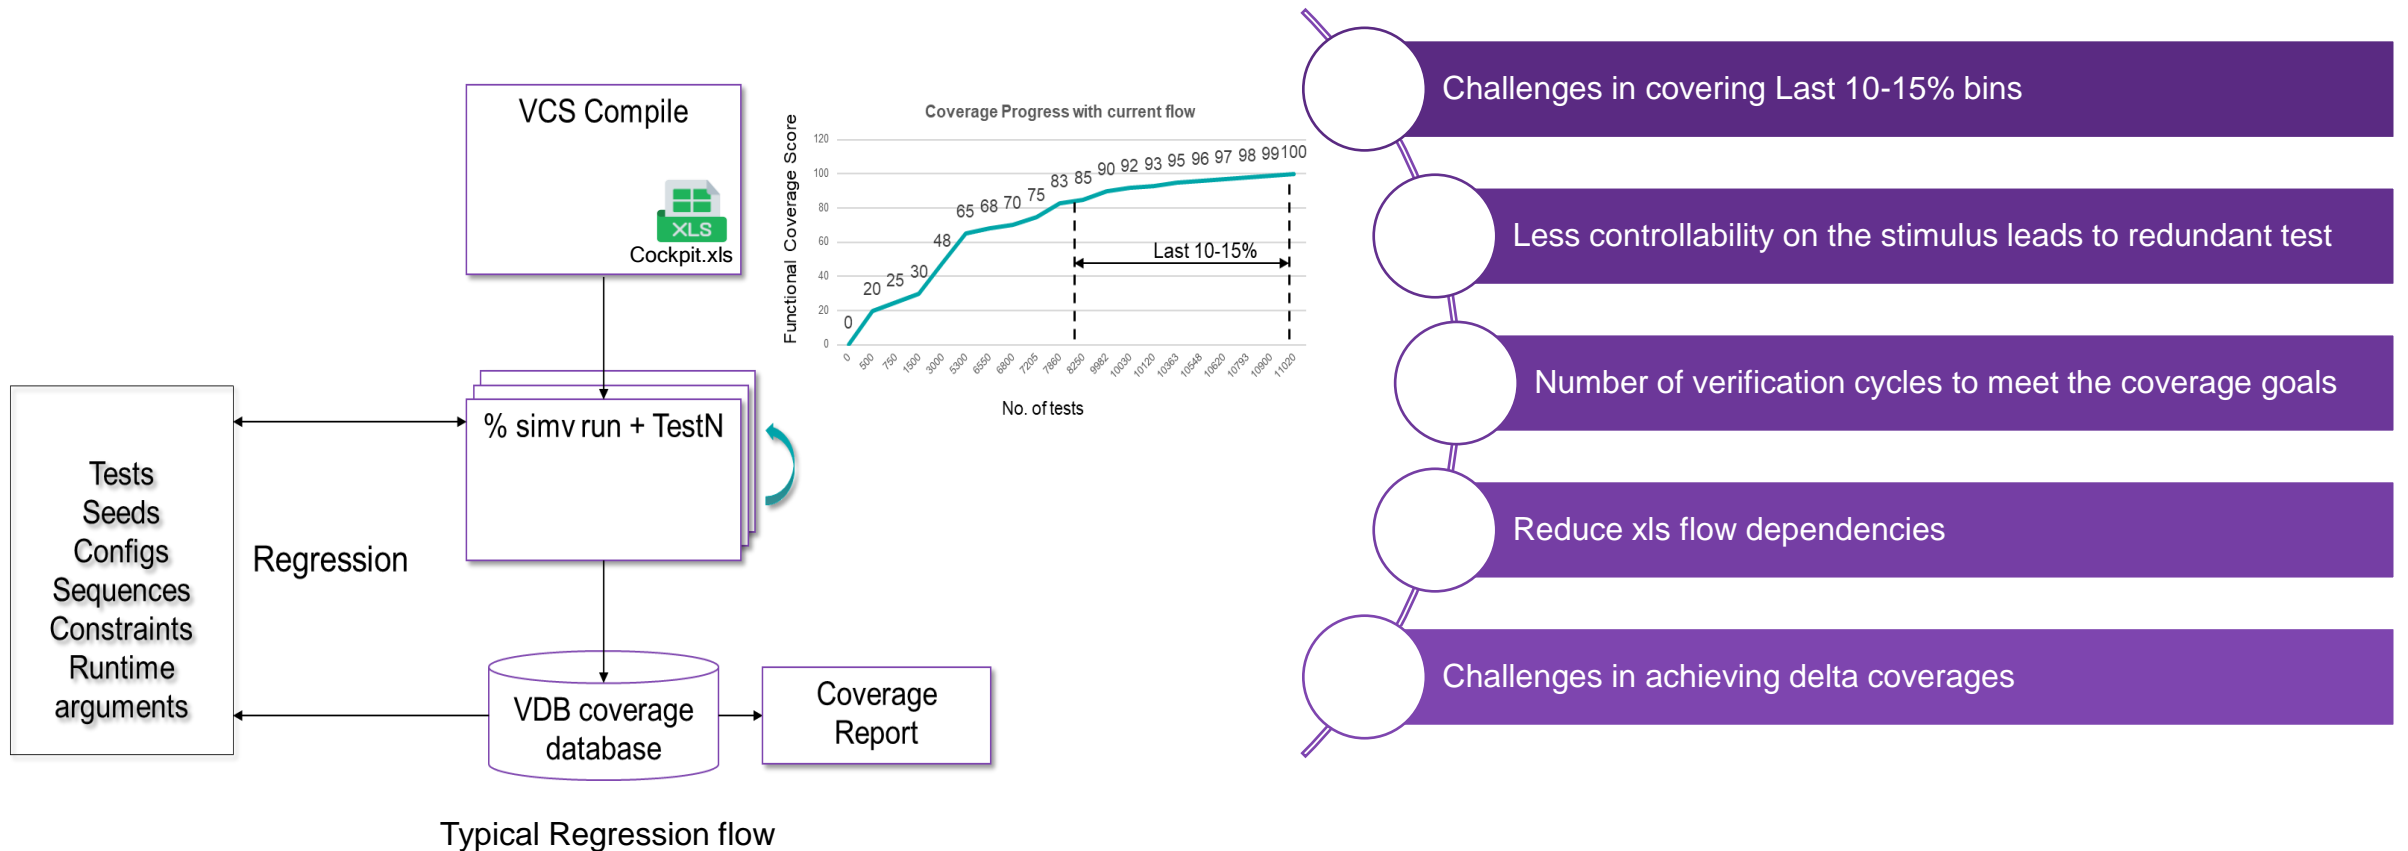 VCS Compile
XLS
Cockpit.xls
% simv run + TestN
Tests
Seeds
Configs
Sequences
Constraints
Runtime
arguments
Regression
VDB coverage
database
Coverage
Report
Typical Regression flow
Coverage Progress with current flow
Functional Coverage Score
120
100
80
60
40
20
0
0 20 25 30 48 65 68 70 75 83 85 90 92 93 95 96 97 98 99 100
Last 10-15%
0 500 750 1500 3000 5300 6550 6800 7205 7860 8250 9982 10030 10120 10363 10548 10620 10793 10900 11020
No. of tests
Challenges in covering Last 10-15% bins
Less controllability on the stimulus leads to redundant test
Number of verification cycles to meet the coverage goals
Reduce xls flow dependencies
Challenges in achieving delta coverages